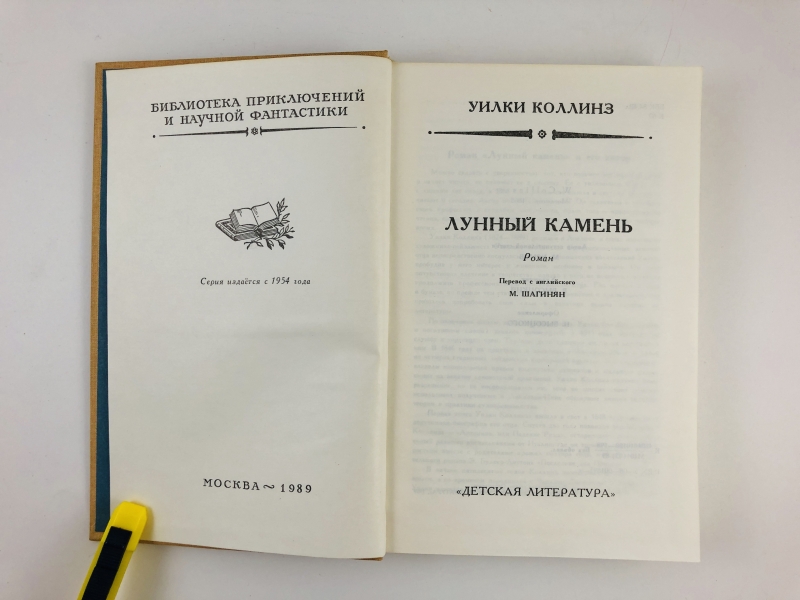 БИБЛИОТЕКА ПРИКЛЮЧЕНИЙ
И НАУЧНОЙ ФАНТАСТИКИ
Серия издаётся с 1954 года
МОСКВА ~ 1989
УИЛКИ КОЛЛИНЗ
ЛУННЫЙ КАМЕНЬ
Роман
Перевод с английского
М. ШАГИНЯН
«ДЕТСКАЯ ЛИТЕРАТУРА»